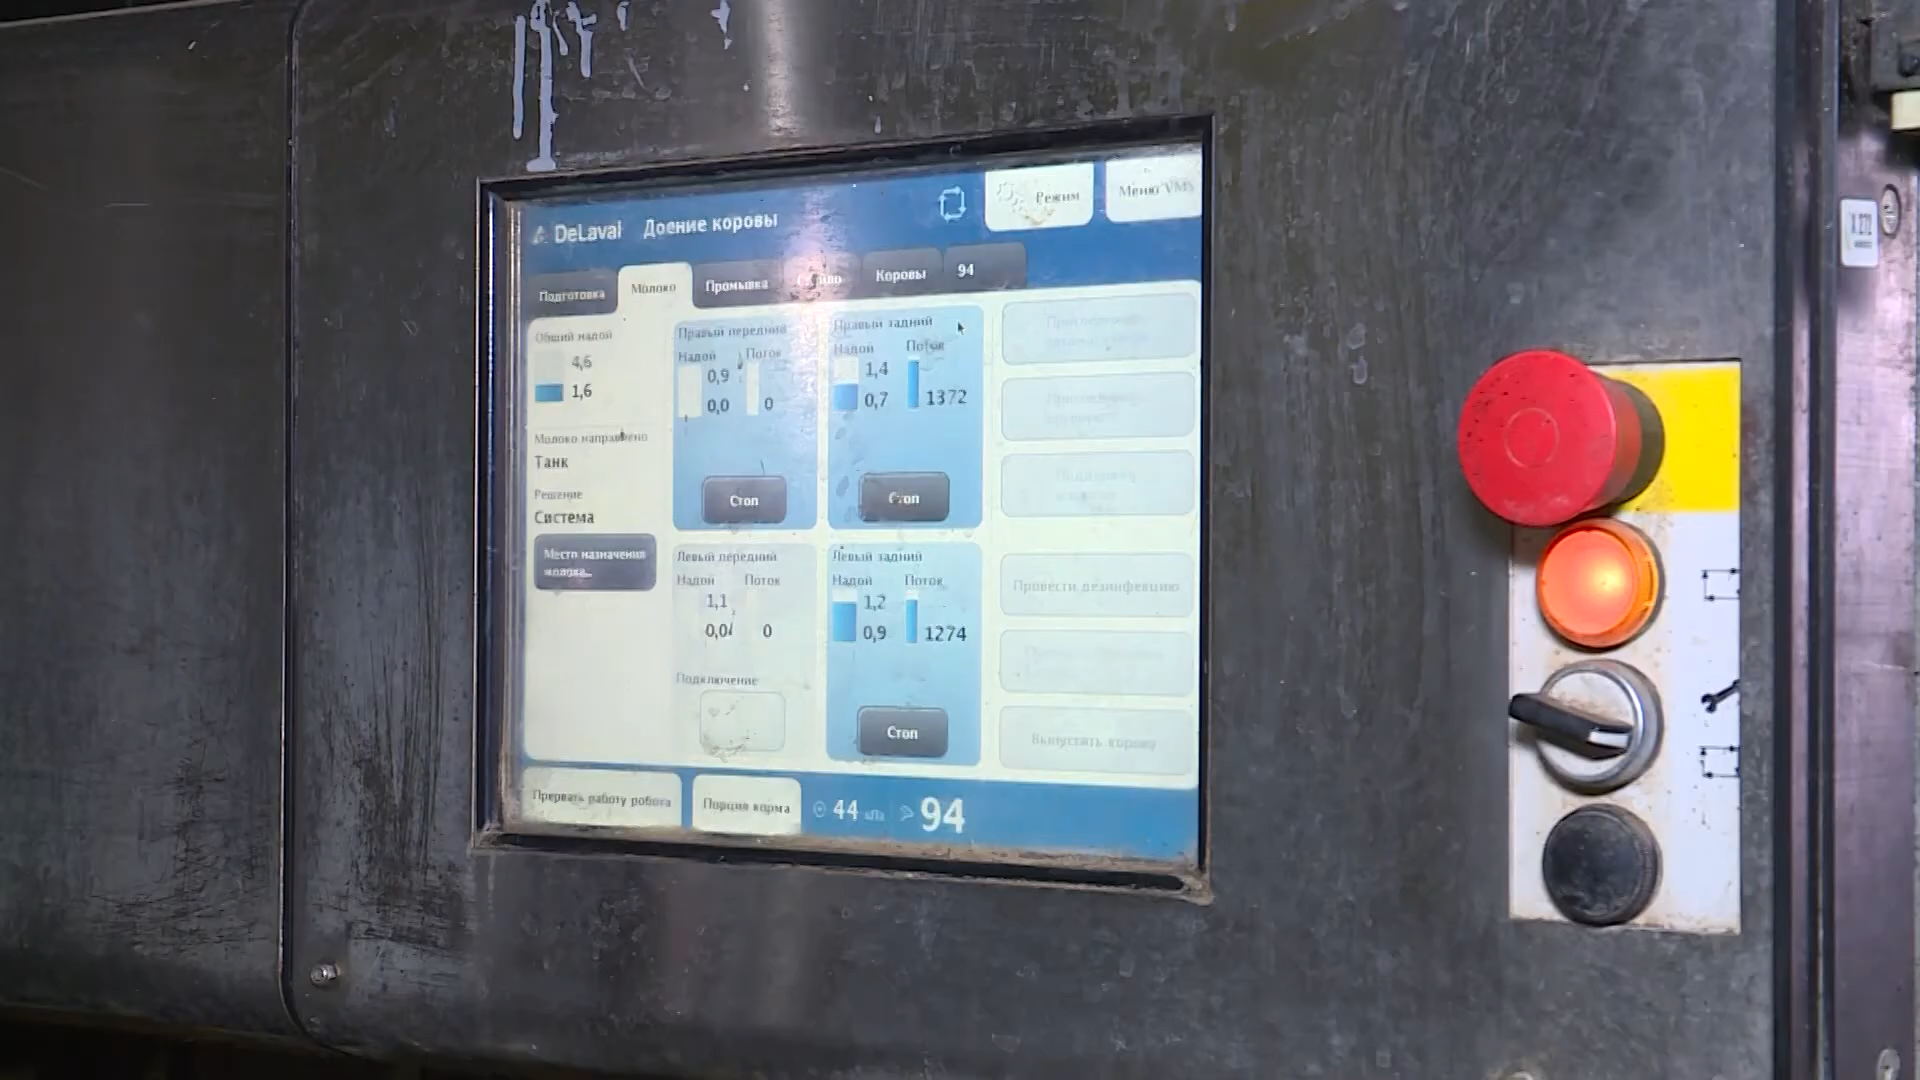 DeLaval Доение коровы
Режим
Меню VMS
Подготовка
Молоко
Промывка
Коровы
94
Общий надой
4,6
1,6
Молоко направлено
Танк
Решение
Система
Место назначения
молока...
Правый передний
Надой Поток
0,9
0,0 0
Стоп
Правый задний
Надой Поток
1,4
0,7 1372
Стоп
Левый передний
Надой Поток
1,1
0,0 0
Подключение
Левый задний
Надой Поток
1,2
0,9 1274
Стоп
Провести дезинфекцию
Выпустить корову
Прервать работу робота
Порция корма
44 кПа
94